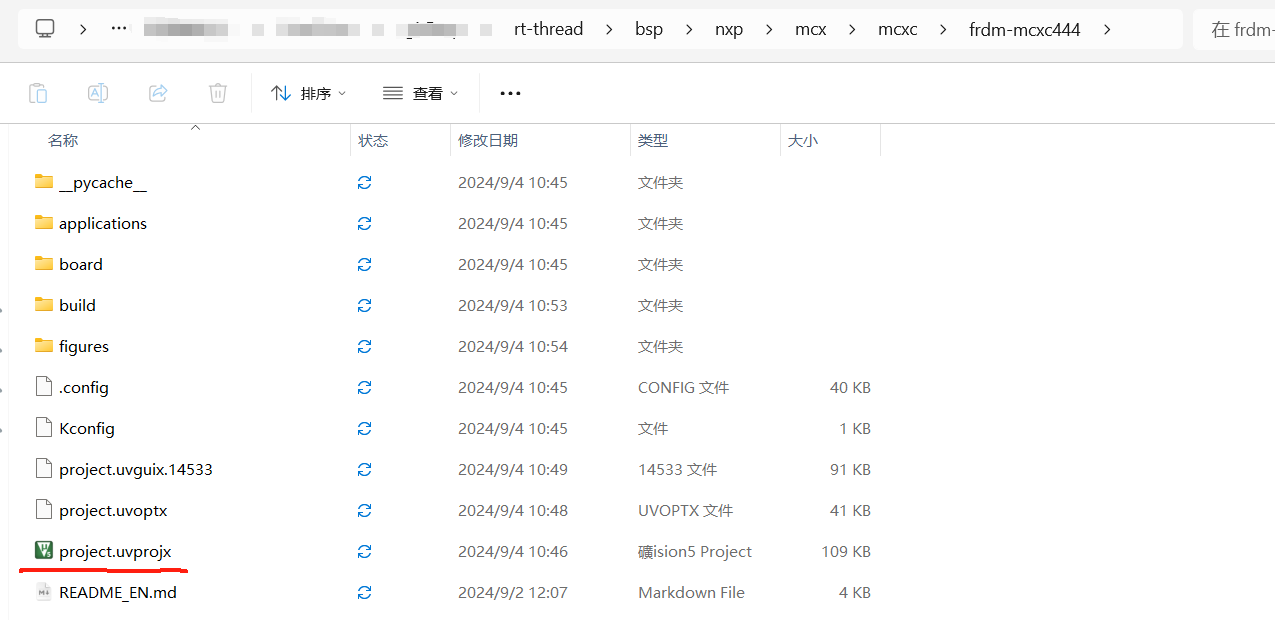 … rt-thread > bsp > nxp > mcx > mcxc > frdm-mcxc444 > 在 frdm-
排序 查看 …
名称 状态 修改日期 类型 大小
__pycache__ 2024/9/4 10:45 文件夹
applications 2024/9/4 10:45 文件夹
board 2024/9/4 10:45 文件夹
build 2024/9/4 10:53 文件夹
figures 2024/9/4 10:54 文件夹
.config 2024/9/4 10:45 CONFIG 文件 40 KB
Kconfig 2024/9/4 10:45 文件 1 KB
project.uvguix.14533 2024/9/4 10:49 14533 文件 91 KB
project.uvoptx 2024/9/4 10:48 UVOPTX 文件 41 KB
project.uvprojx 2024/9/4 10:46 礦ision5 Project 109 KB
README_EN.md 2024/9/2 12:07 Markdown File 4 KB